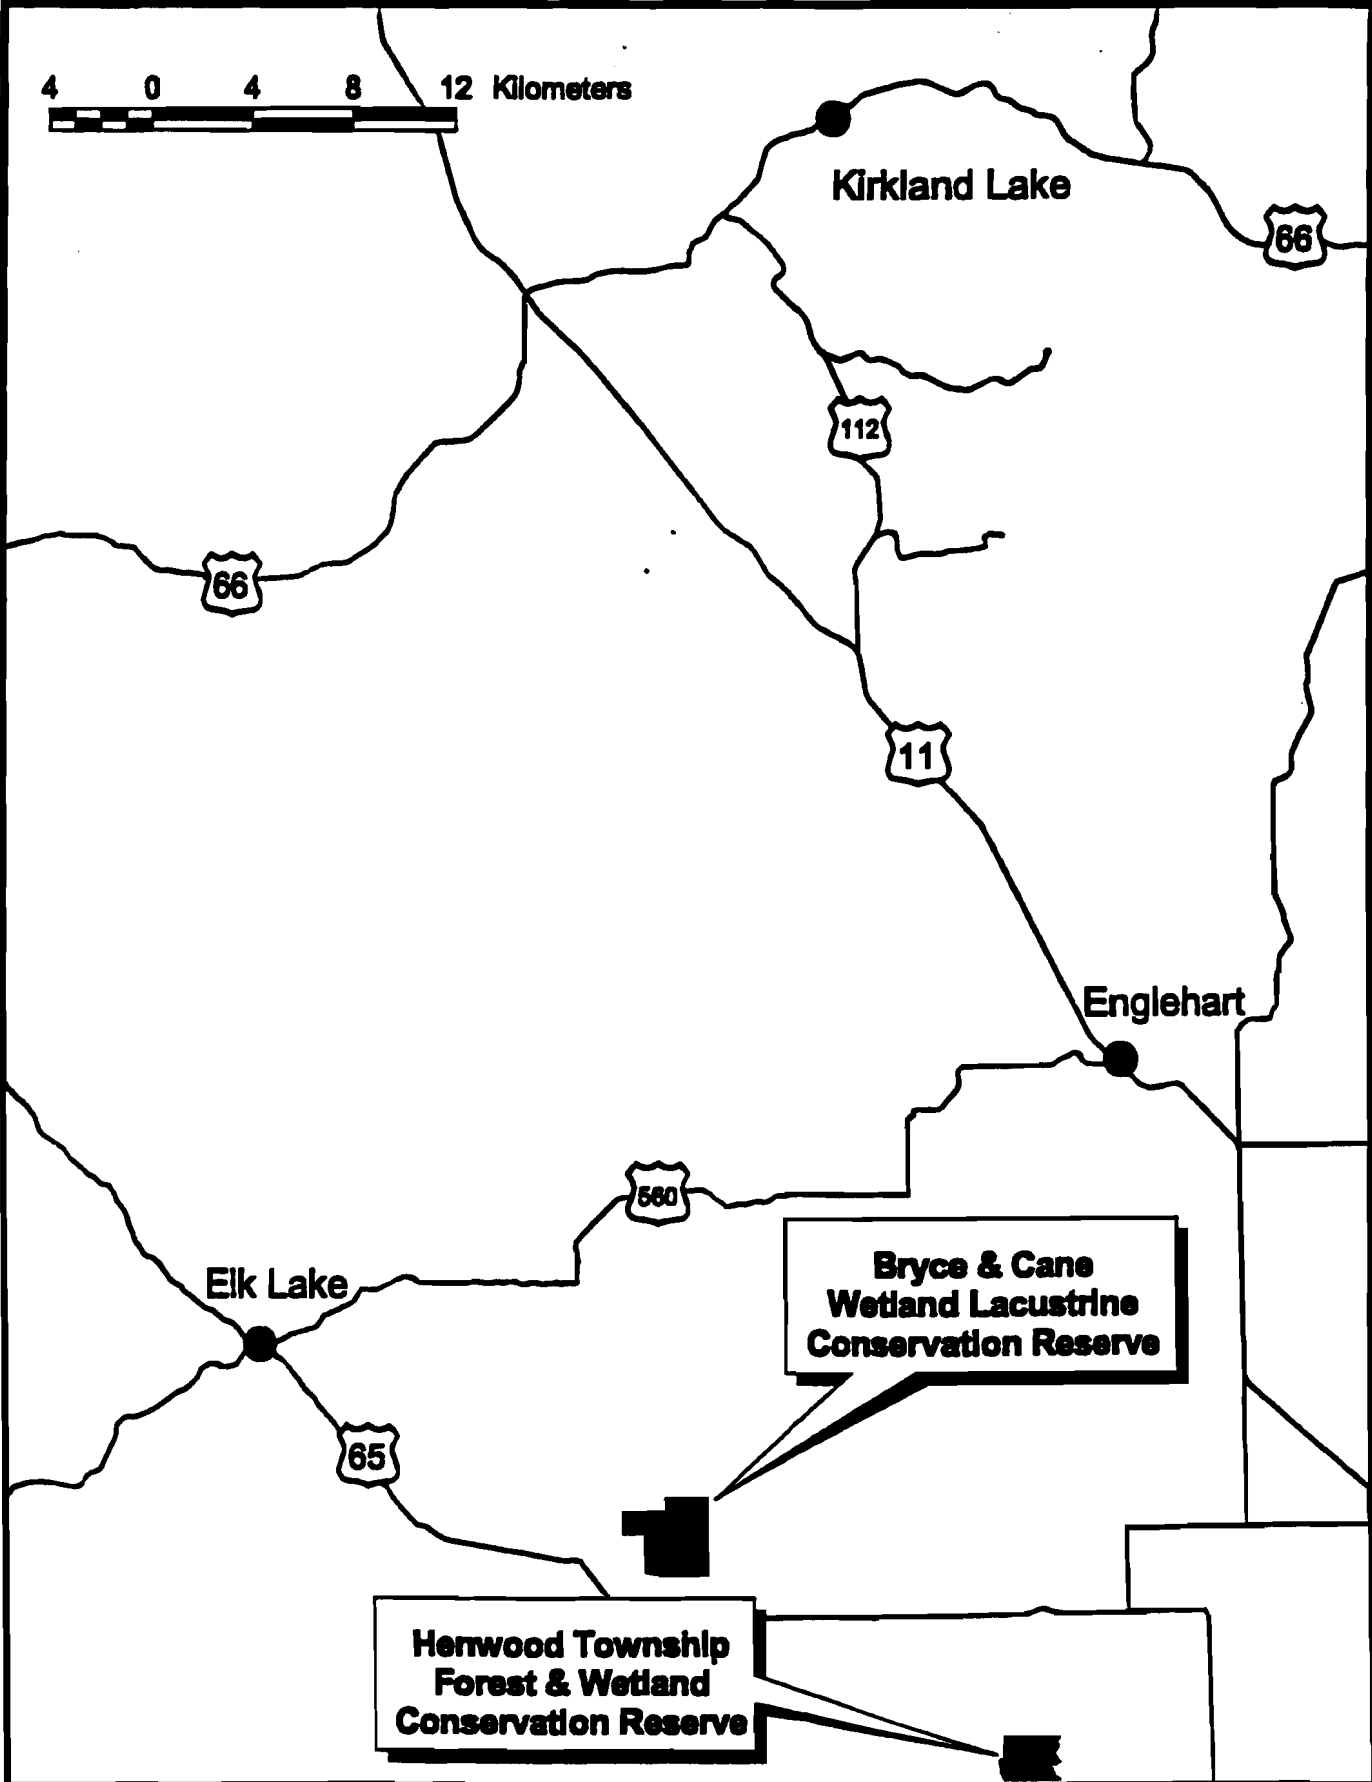 4 0 4 8 12 Kilometers
Kirkland Lake
66
112
66
11
Englehart
560
Bryce & Cane
Wetland Lacustrine
Conservation Reserve
Elk Lake
65
Henwood Township
Forest & Wetland
Conservation Reserve